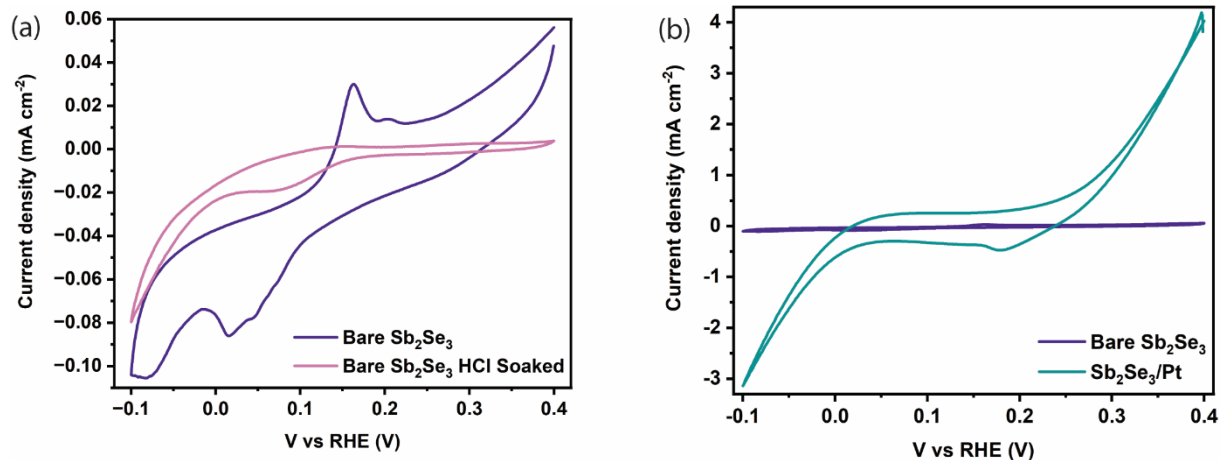 (a)
0.06
0.04
0.02
0.00
−0.02
−0.04
−0.06
−0.08
−0.10
Current density (mA cm⁻²)
Bare Sb₂Se₃
Bare Sb₂Se₃ HCl Soaked
−0.1 0.0 0.1 0.2 0.3 0.4
V vs RHE (V)
(b)
4
3
2
1
0
-1
-2
-3
Current density (mA cm⁻²)
Bare Sb₂Se₃
Sb₂Se₃/Pt
-0.1 0.0 0.1 0.2 0.3 0.4
V vs RHE (V)